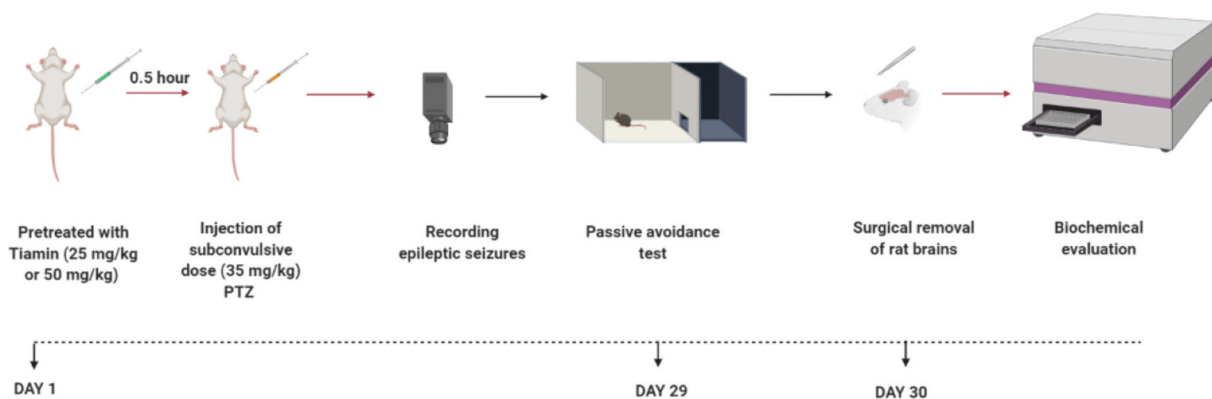 0.5 hour
Pretreated with
Tiamin (25 mg/kg
or 50 mg/kg)
Injection of
subconvulsive
dose (35 mg/kg)
PTZ
Recording
epileptic seizures
Passive avoidance
test
Surgical removal
of rat brains
Biochemical
evaluation
DAY 1
DAY 29
DAY 30